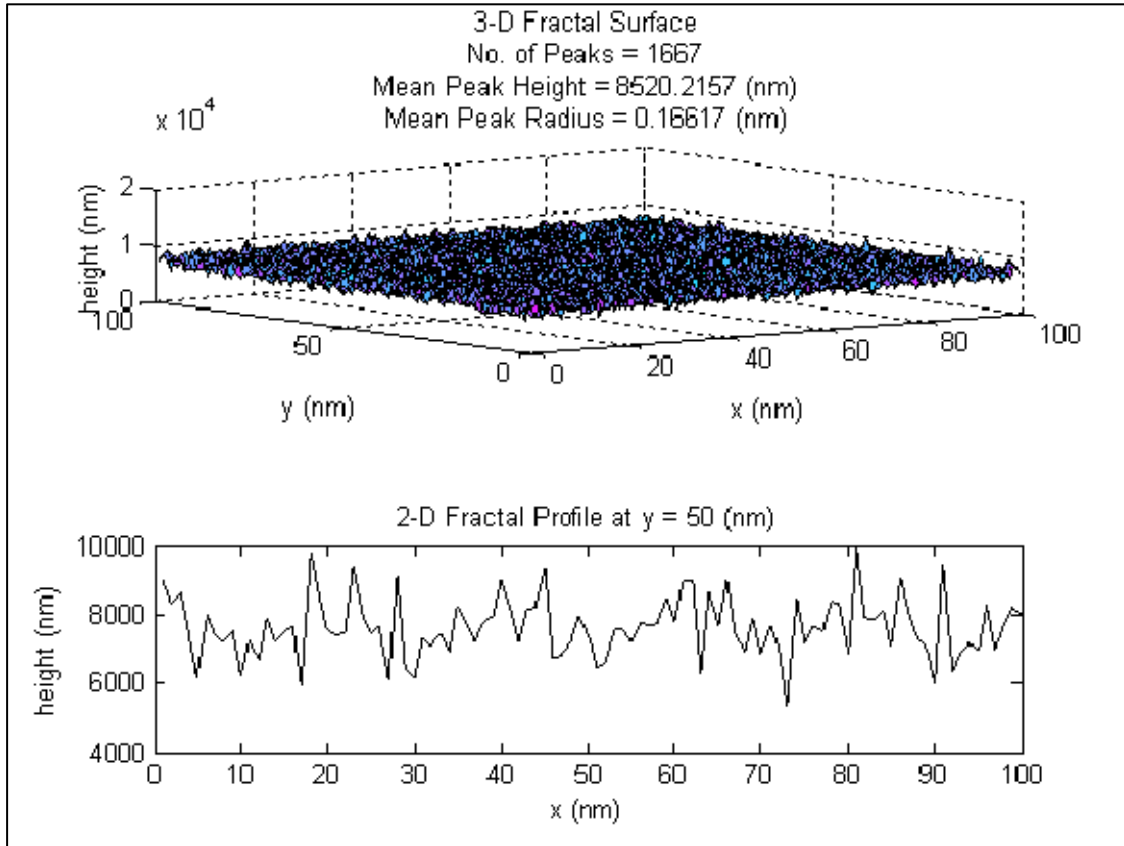 3-D Fractal Surface
No. of Peaks = 1667
Mean Peak Height = 8520.2157 (nm)
Mean Peak Radius = 0.16617 (nm)
x 10^4
height (nm)
2
1
0
100
50
0
y (nm)
0
20
40
60
80
100
x (nm)
2-D Fractal Profile at y = 50 (nm)
height (nm)
10000
8000
6000
4000
0 10 20 30 40 50 60 70 80 90 100
x (nm)